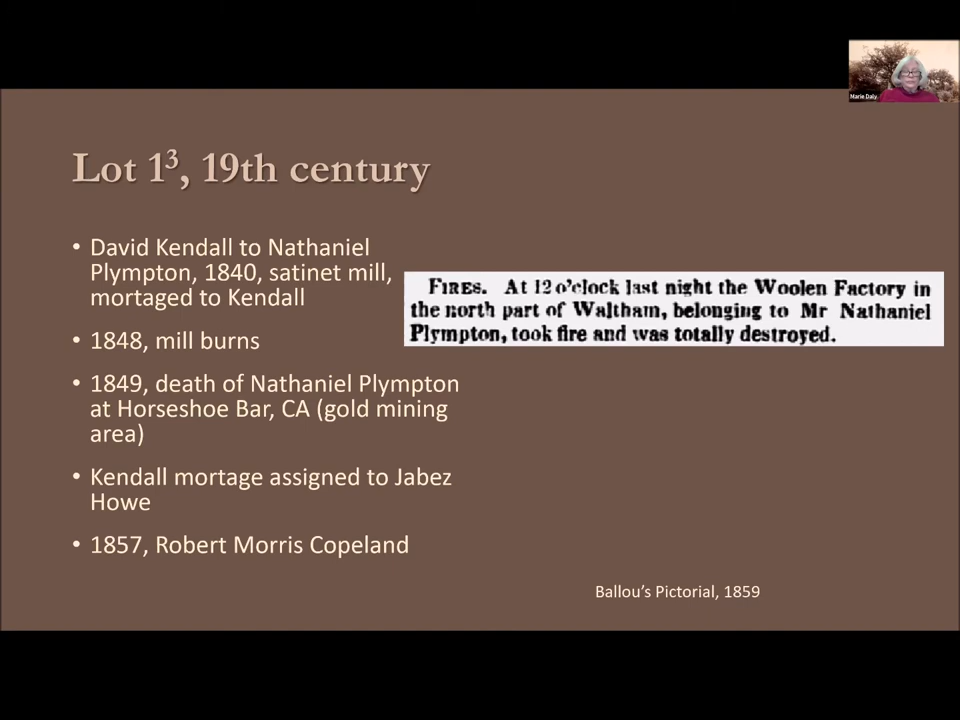 Marie Daly
Lot 1³, 19th century
• David Kendall to Nathaniel
Plympton, 1840, satinet mill,
mortaged to Kendall
• 1848, mill burns
• 1849, death of Nathaniel Plympton
at Horseshoe Bar, CA (gold mining
area)
• Kendall mortage assigned to Jabez
Howe
• 1857, Robert Morris Copeland
FIRES. At 12 o'clock last night the Woolen Factory in
the north part of Waltham, belonging to Mr Nathaniel
Plympton, took fire and was totally destroyed.
Ballou's Pictorial, 1859